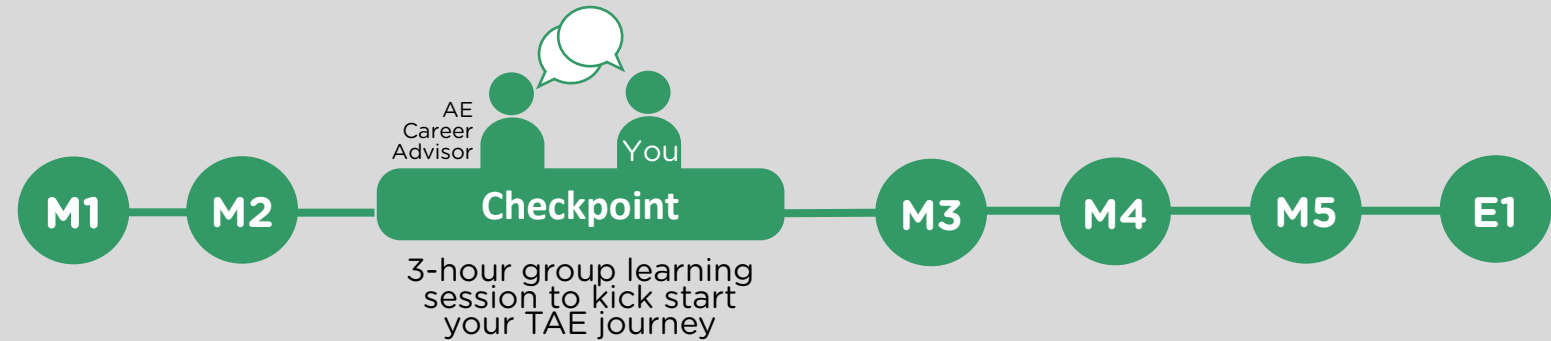 AE
Career
Advisor
You
M1
M2
Checkpoint
M3
M4
M5
E1
3-hour group learning
session to kick start
your TAE journey